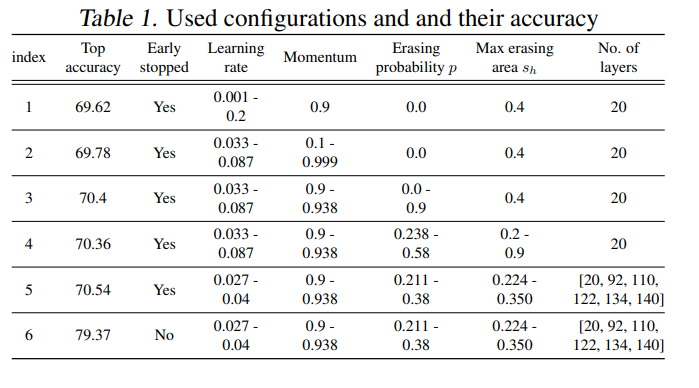 Table 1. Used configurations and and their accuracy
index Top accuracy Early stopped Learning rate Momentum Erasing probability p Max erasing area s_h No. of layers
1 69.62 Yes 0.001 - 0.2 0.9 0.0 0.4 20
2 69.78 Yes 0.033 - 0.087 0.1 - 0.999 0.0 0.4 20
3 70.4 Yes 0.033 - 0.087 0.9 - 0.938 0.0 - 0.9 0.4 20
4 70.36 Yes 0.033 - 0.087 0.9 - 0.938 0.238 - 0.58 0.2 - 0.9 20
5 70.54 Yes 0.027 - 0.04 0.9 - 0.938 0.211 - 0.38 0.224 - 0.350 [20, 92, 110, 122, 134, 140]
6 79.37 No 0.027 - 0.04 0.9 - 0.938 0.211 - 0.38 0.224 - 0.350 [20, 92, 110, 122, 134, 140]